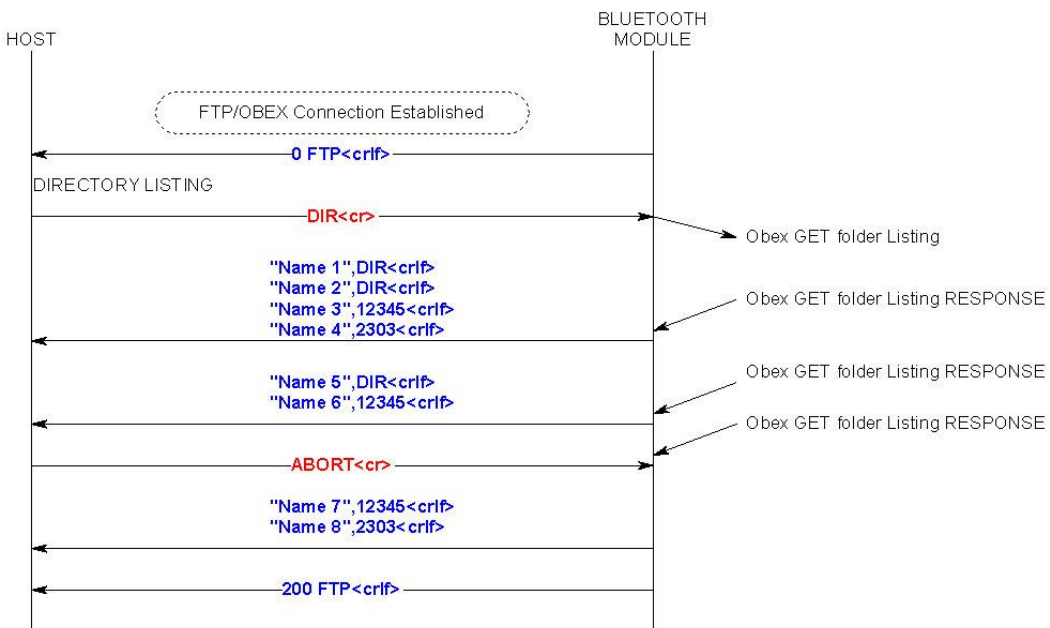 BLUETOOTH
HOST
MODULE
FTP/OBEX Connection Established
0 FTP<crlf>
DIRECTORY LISTING
DIR<cr>
Obex GET folder Listing
"Name 1",DIR<crlf>
"Name 2",DIR<crlf>
"Name 3",12345<crlf>
"Name 4",2303<crlf>
Obex GET folder Listing RESPONSE
"Name 5",DIR<crlf>
"Name 6",12345<crlf>
Obex GET folder Listing RESPONSE
Obex GET folder Listing RESPONSE
ABORT<cr>
"Name 7",12345<crlf>
"Name 8",2303<crlf>
200 FTP<crlf>